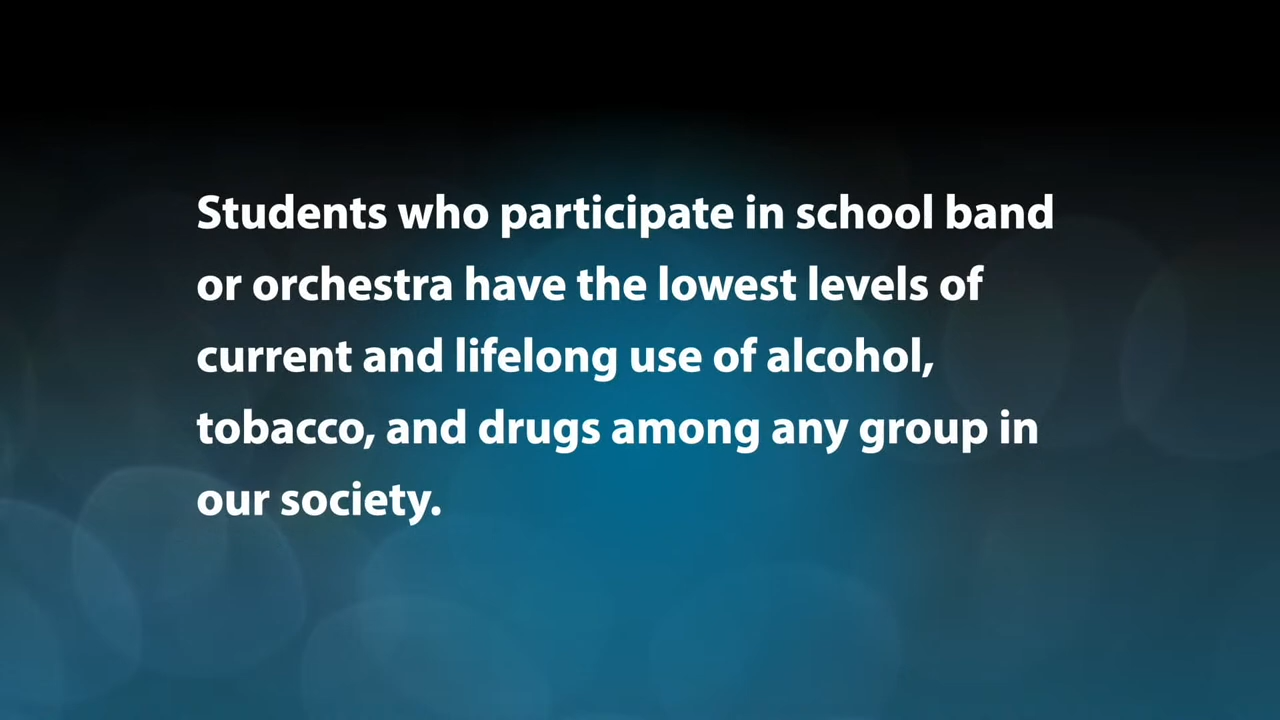 Students who participate in school band
or orchestra have the lowest levels of
current and lifelong use of alcohol,
tobacco, and drugs among any group in
our society.